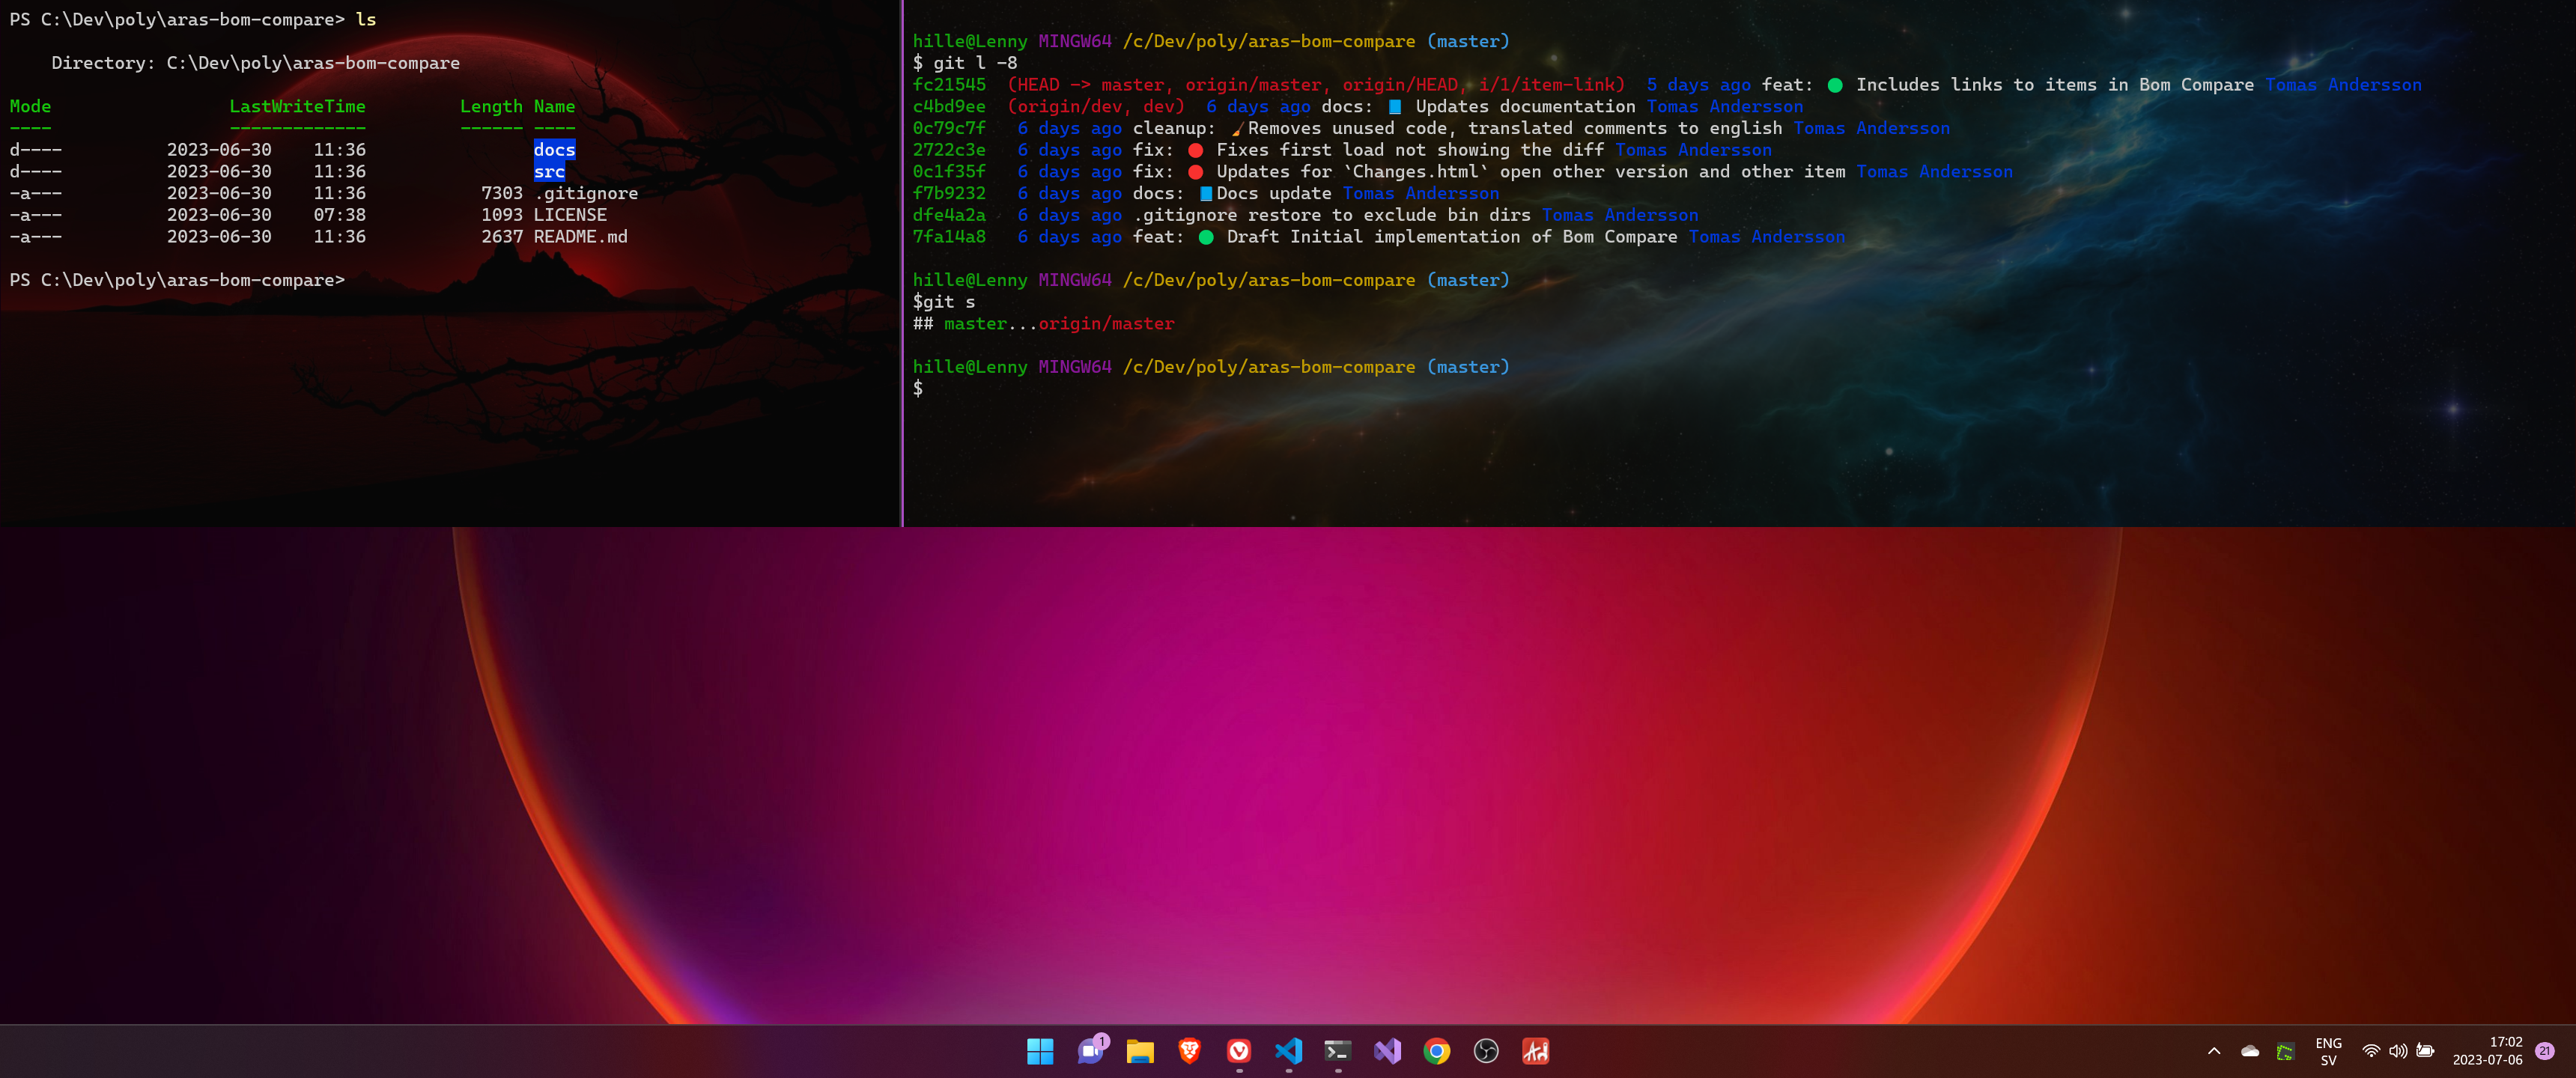 PS C:\Dev\poly\aras-bom-compare> ls
Directory: C:\Dev\poly\aras-bom-compare
Mode LastWriteTime Length Name
---- ------------- ------ ----
d---- 2023-06-30 11:36 docs
d---- 2023-06-30 11:36 src
-a--- 2023-06-30 11:36 7303 .gitignore
-a--- 2023-06-30 07:38 1093 LICENSE
-a--- 2023-06-30 11:36 2637 README.md
PS C:\Dev\poly\aras-bom-compare>
hille@Lenny MINGW64 /c/Dev/poly/aras-bom-compare (master)
$ git l -8
fc21545 (HEAD -> master, origin/master, origin/HEAD, i/1/item-link) 5 days ago feat: 🟢 Includes links to items in Bom Compare Tomas Andersson
c4bd9ee (origin/dev, dev) 6 days ago docs: 📘 Updates documentation Tomas Andersson
0c79c7f 6 days ago cleanup: 🧹Removes unused code, translated comments to english Tomas Andersson
2722c3e 6 days ago fix: 🔴 Fixes first load not showing the diff Tomas Andersson
0c1f35f 6 days ago fix: 🔴 Updates for `Changes.html` open other version and other item Tomas Andersson
f7b9232 6 days ago docs: 📘Docs update Tomas Andersson
dfe4a2a 6 days ago .gitignore restore to exclude bin dirs Tomas Andersson
7fa14a8 6 days ago feat: 🟢 Draft Initial implementation of Bom Compare Tomas Andersson
hille@Lenny MINGW64 /c/Dev/poly/aras-bom-compare (master)
$git s
## master...origin/master
hille@Lenny MINGW64 /c/Dev/poly/aras-bom-compare (master)
$
1
ENG
SV
17:02
2023-07-06
21